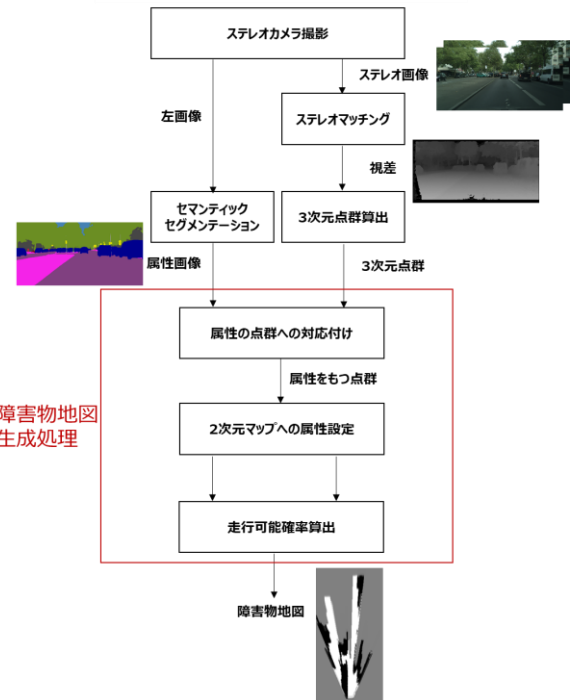 ステレオカメラ撮影
ステレオ画像
左画像
ステレオマッチング
視差
セマンティック
セグメンテーション
3次元点群算出
属性画像
3次元点群
属性の点群への対応付け
属性をもつ点群
障害物地図
生成処理
2次元マップへの属性設定
走行可能確率算出
障害物地図